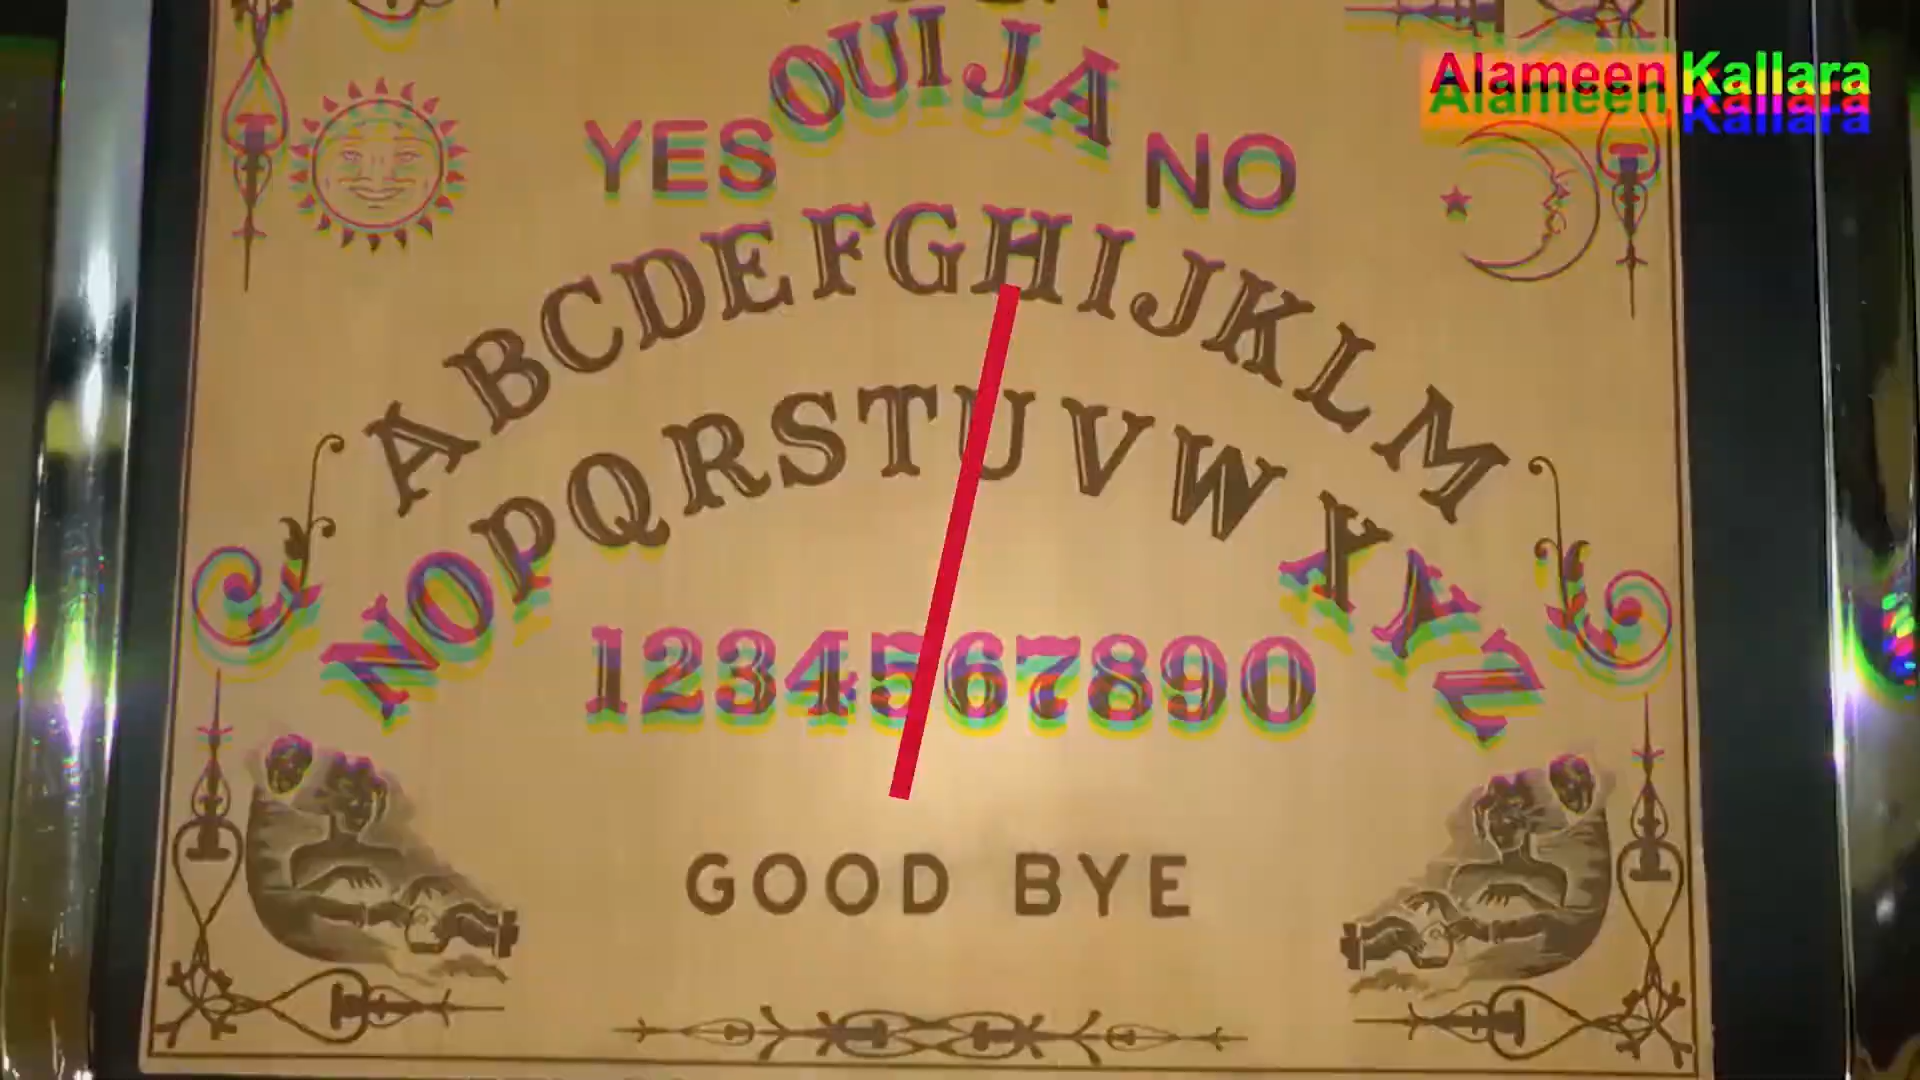 Alameen Kallara
OUIJA
YES NO
ABCDEFGHIJKLM
NOPQRSTUVWXYZ
1234567890
GOOD BYE